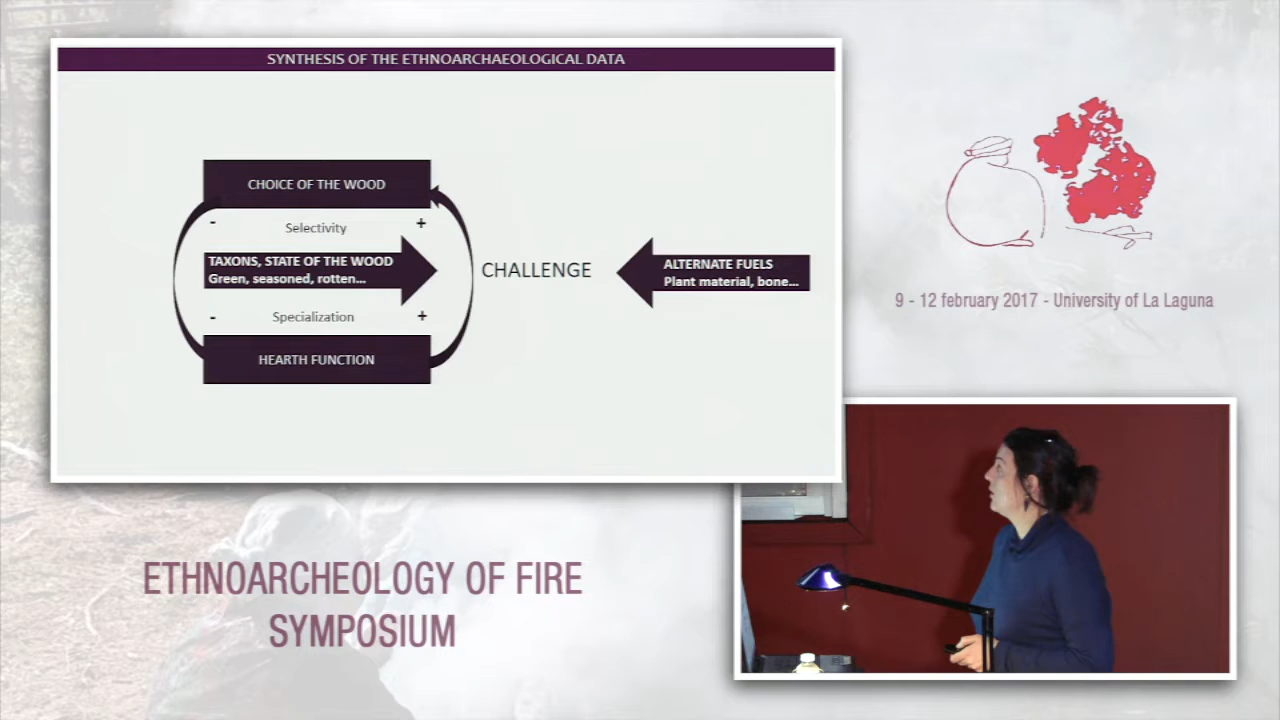 SYNTHESIS OF THE ETHNOARCHAEOLOGICAL DATA
CHOICE OF THE WOOD
- Selectivity +
TAXONS, STATE OF THE WOOD
Green, seasoned, rotten...
CHALLENGE
ALTERNATE FUELS
Plant material, bone...
- Specialization +
HEARTH FUNCTION
9 - 12 february 2017 - University of La Laguna
ETHNOARCHEOLOGY OF FIRE
SYMPOSIUM